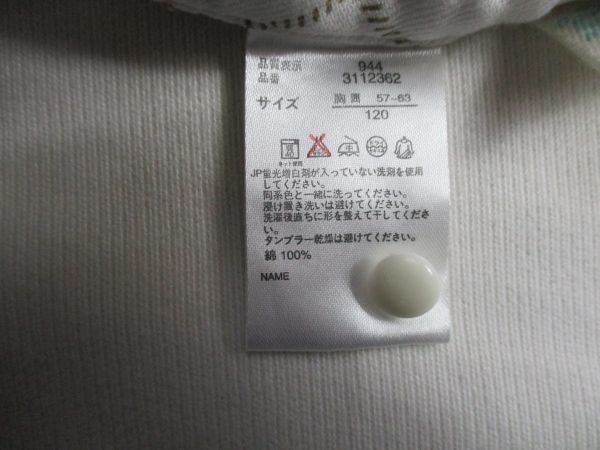 品質表示 944
品番 3112362
サイズ 胸囲 57-63
120
ネット使用
JP蛍光増白剤が入っていない洗剤を使用
してください。
同系色と一緒に洗ってください。
浸け置き洗いは避けてください。
洗濯後直ちに形を整えて干してくださ
い。
タンブラー乾燥は避けてください。
綿 100%
NAME